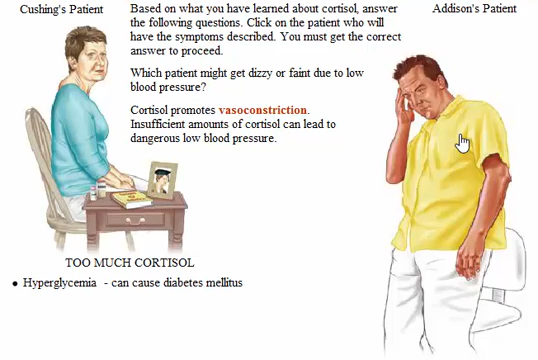 Cushing's Patient
Based on what you have learned about cortisol, answer
the following questions. Click on the patient who will
have the symptoms described. You must get the correct
answer to proceed.
Addison's Patient
Which patient might get dizzy or faint due to low
blood pressure?
Cortisol promotes vasoconstriction.
Insufficient amounts of cortisol can lead to
dangerous low blood pressure.
TOO MUCH CORTISOL
• Hyperglycemia - can cause diabetes mellitus